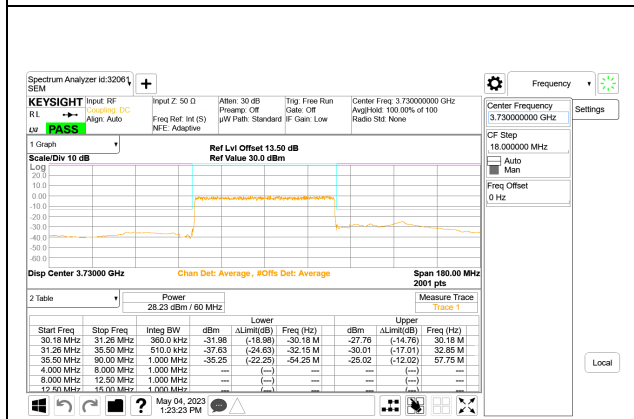 Spectrum Analyzer id:32061
SEM
Frequency
KEYSIGHT Input: RF Input Z: 50 Ω Atten: 30 dB Trig: Free Run Center Freq: 3.730000000 GHz
Coupling: DC Preamp: Off Gate: Off Avg|Hold: 100.00% of 100
R L Align: Auto Freq Ref: Int (S) µW Path: Standard IF Gain: Low Radio Std: None
NFE: Adaptive
LXI PASS
Center Frequency
3.730000000 GHz
Settings
CF Step
18.000000 MHz
Auto
Man
Freq Offset
0 Hz
1 Graph
Ref Lvl Offset 13.50 dB
Scale/Div 10 dB Ref Value 30.0 dBm
Log
20.0
10.0
0.00
-10.0
-20.0
-30.0
-40.0
-50.0
-60.0
Disp Center 3.73000 GHz Chan Det: Average , #Offs Det: Average Span 180.00 MHz
2001 pts
2 Table Power Measure Trace
28.23 dBm / 60 MHz Trace 1
Lower Upper
Start Freq Stop Freq Integ BW dBm ΔLimit(dB) Freq (Hz) dBm ΔLimit(dB) Freq (Hz)
30.18 MHz 31.26 MHz 360.0 kHz -31.98 (-18.98) -30.18 M -27.76 (-14.76) 30.18 M
31.26 MHz 35.50 MHz 510.0 kHz -37.63 (-24.63) -32.15 M -30.01 (-17.01) 32.85 M
35.50 MHz 90.00 MHz 1.000 MHz -35.25 (-22.25) -54.25 M -25.02 (-12.02) 57.75 M
4.000 MHz 8.000 MHz 1.000 MHz --- (---) --- --- (---) ---
8.000 MHz 12.50 MHz 1.000 MHz --- (---) --- --- (---) ---
12.50 MHz 15.00 MHz 1.000 MHz --- (---) --- --- (---) ---
Local
May 04, 2023
1:23:23 PM